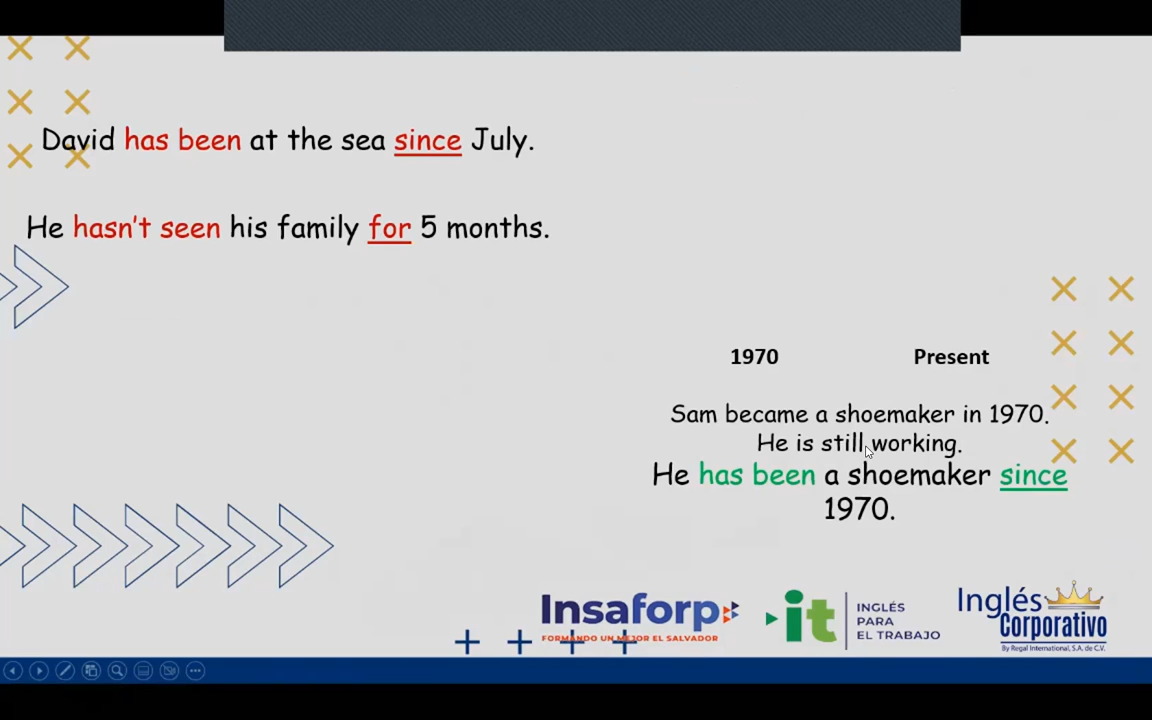 David has been at the sea since July.
He hasn't seen his family for 5 months.
1970 Present
Sam became a shoemaker in 1970.
He is still working.
He has been a shoemaker since
1970.
Insaforp
FORMANDO UN MEJOR EL SALVADOR
it
INGLÉS
PARA
EL TRABAJO
Inglés
Corporativo
By Regal International, S.A. de C.V.